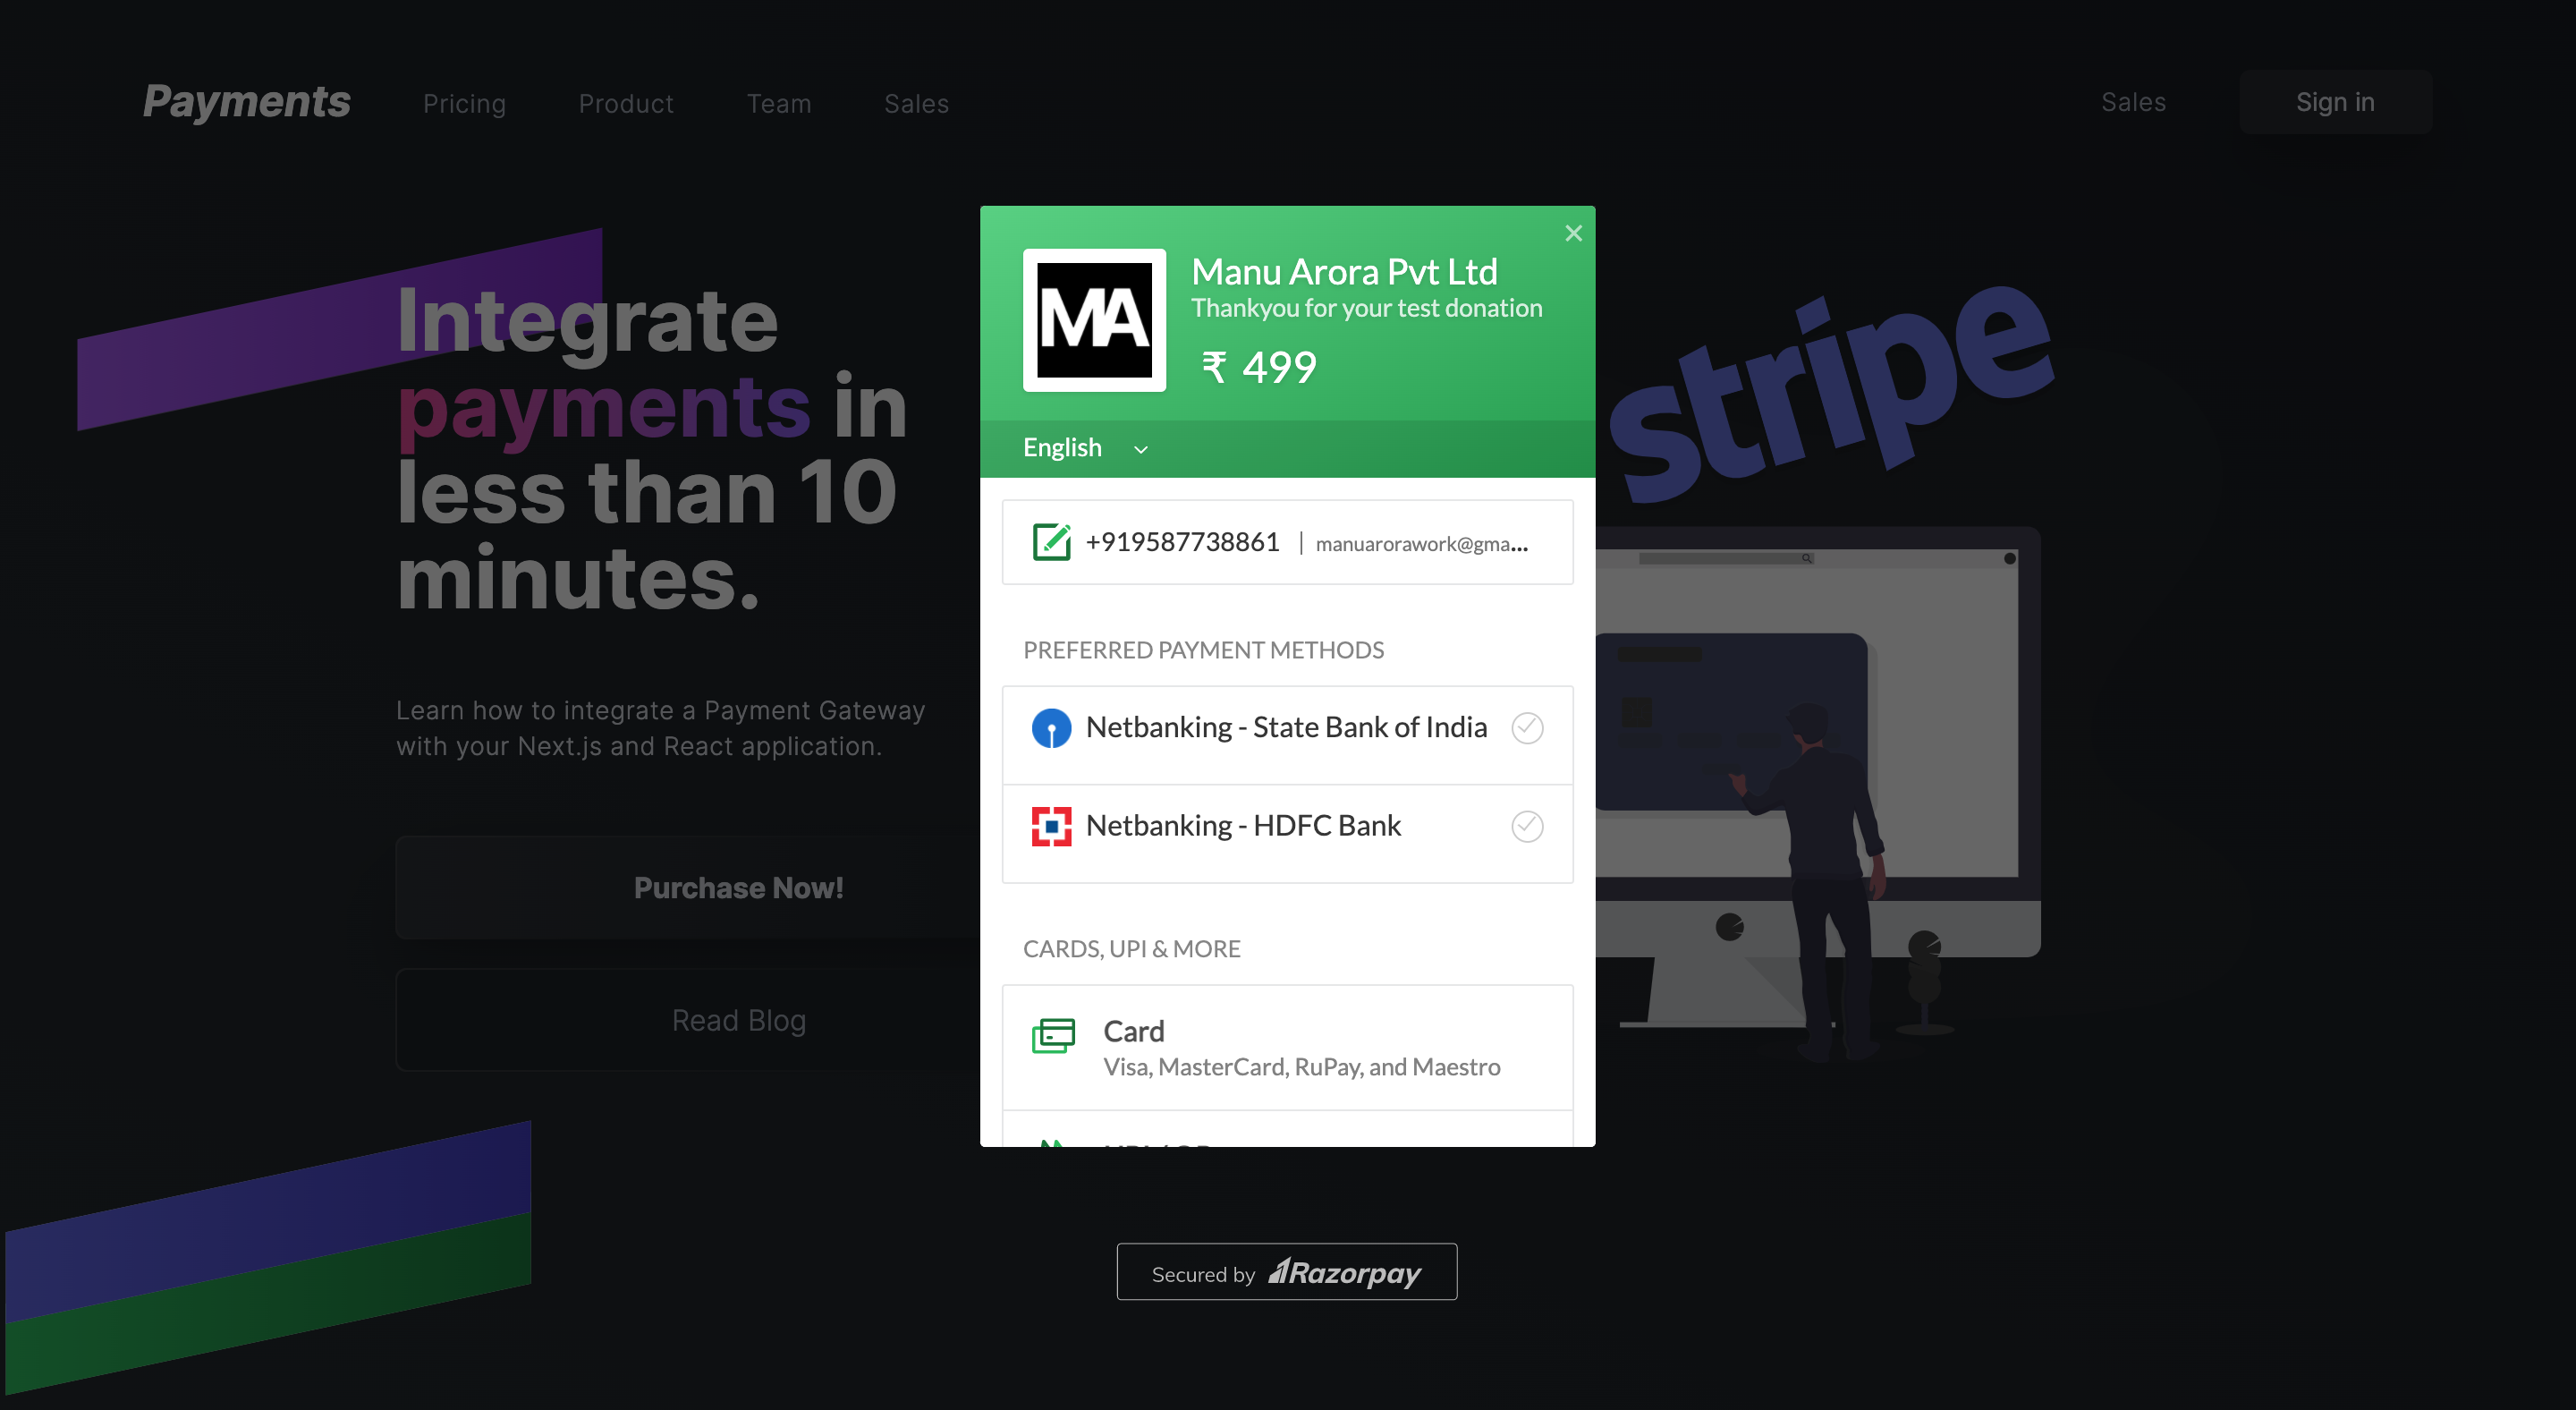 Payments
Pricing
Product
Team
Sales
Sales
Sign in
Integrate
payments in
less than 10
minutes.
Learn how to integrate a Payment Gateway
with your Next.js and React application.
Purchase Now!
Read Blog
stripe
MA
Manu Arora Pvt Ltd
Thankyou for your test donation
₹ 499
English
+919587738861 | manuarorawork@gma...
PREFERRED PAYMENT METHODS
Netbanking - State Bank of India
Netbanking - HDFC Bank
CARDS, UPI & MORE
Card
Visa, MasterCard, RuPay, and Maestro
Secured by Razorpay